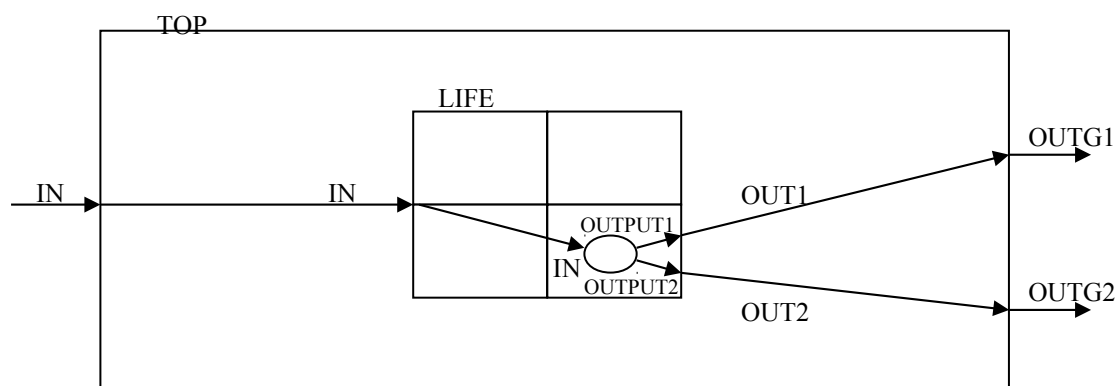 TOP
LIFE
OUTG1
IN
IN
OUT1
OUTPUT1
IN
OUTPUT2
OUTG2
OUT2